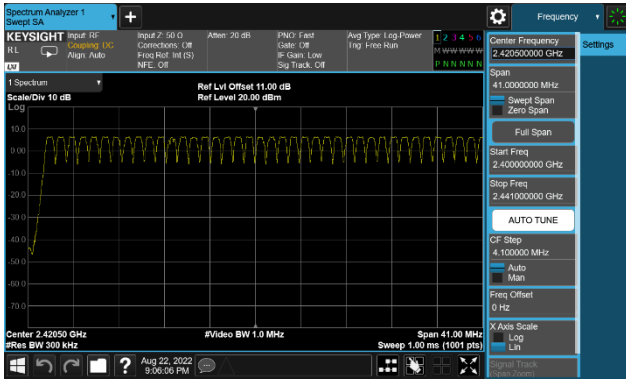 Spectrum Analyzer 1
Swept SA
+
Frequency
KEYSIGHT
RL
LXI
Input: RF
Coupling: DC
Align: Auto
Input Z: 50 Ω
Corrections: Off
Freq Ref: Int (S)
NFE: Off
Atten: 20 dB
PNO: Fast
Gate: Off
IF Gain: Low
Sig Track: Off
Avg Type: Log-Power
Trig: Free Run
1 2 3 4 5 6
M W W W W W
P N N N N N
Center Frequency
2.420500000 GHz
Settings
Span
41.0000000 MHz
Swept Span
Zero Span
Full Span
Start Freq
2.400000000 GHz
Stop Freq
2.441000000 GHz
AUTO TUNE
CF Step
4.100000 MHz
Auto
Man
Freq Offset
0 Hz
X Axis Scale
Log
Lin
Signal Track
(Span Zoom)
1 Spectrum
Scale/Div 10 dB
Log
Ref Lvl Offset 11.00 dB
Ref Level 20.00 dBm
10.0
0.00
-10.0
-20.0
-30.0
-40.0
-50.0
-60.0
-70.0
Center 2.42050 GHz
#Res BW 300 kHz
#Video BW 1.0 MHz
Span 41.00 MHz
Sweep 1.00 ms (1001 pts)
?
Aug 22, 2022
9:06:06 PM